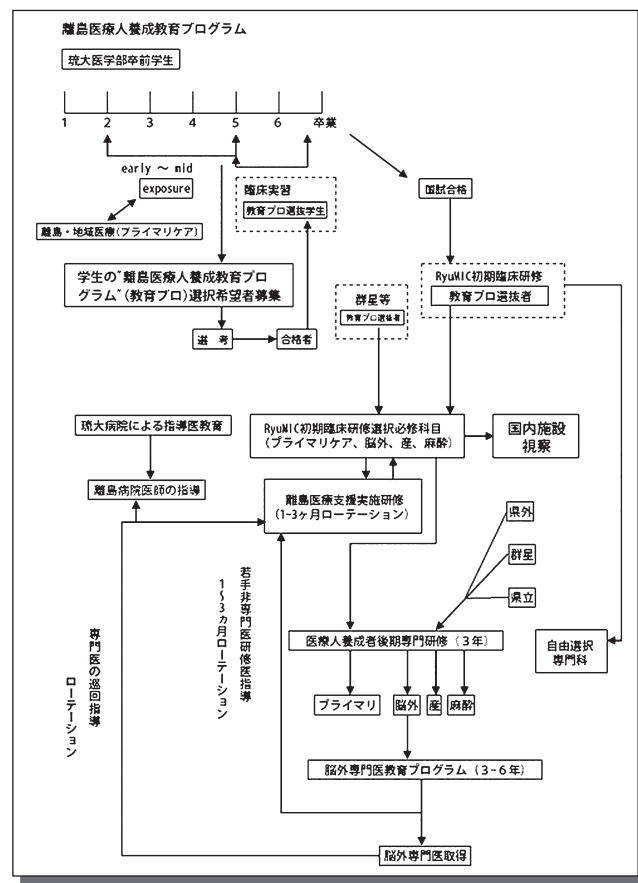 離島医療人養成教育プログラム
琉大医学部卒前学生
1 2 3 4 5 6 卒業
early ～ mid
exposure
離島・地域医療(プライマリケア)
臨床実習
教育プロ選抜学生
国試合格
学生の"離島医療人養成教育プロ
グラム"(教育プロ)選択希望者募集
選考
合格者
RyuMIC初期臨床研修
教育プロ選抜者
群星等
教育プロ選抜者
琉大病院による指導医教育
RyuMIC初期臨床研修選択必修科目
(プライマリケア、脳外、産、麻酔)
国内施設
視察
離島病院医師の指導
離島医療支援実施研修
(1~3ヶ月ローテーション)
県外
群星
県立
若手非専門医研修医指導
1～3ヵ月ローテーション
専門医の巡回指導
ローテーション
医療人養成者後期専門研修(3年)
自由選択
専門科
プライマリ
脳外
産
麻酔
脳外専門医教育プログラム(3-6年)
脳外専門医取得